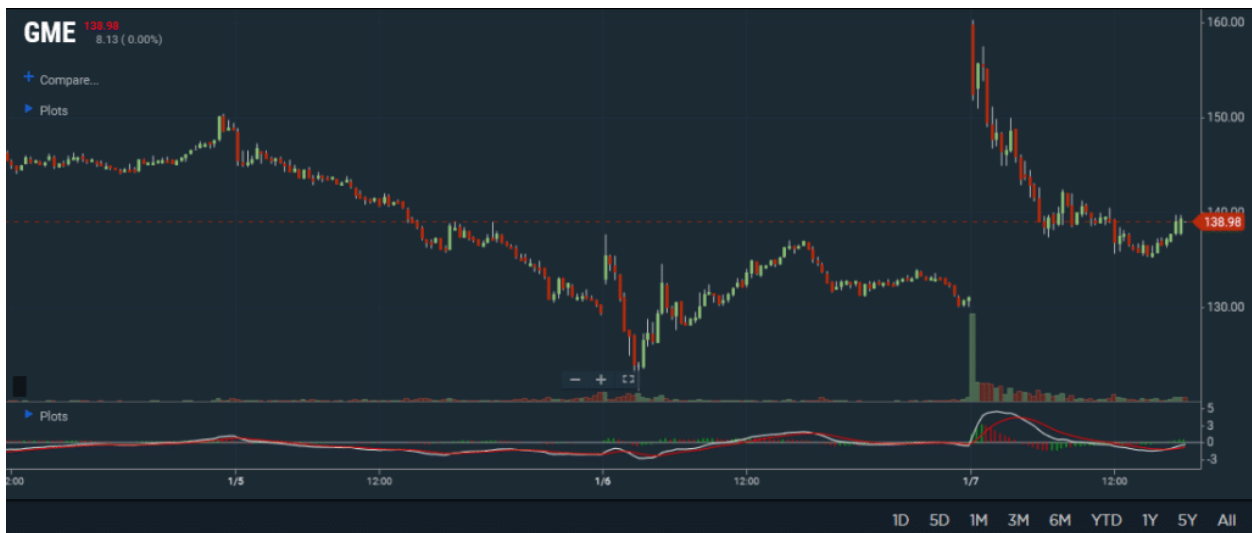 GME 138.98
8.13 ( 0.00%)
+ Compare...
Plots
160.00
150.00
140.00
138.98
130.00
Plots
5
3
0
-3
2:00 1/5 12:00 1/6 12:00 1/7 12:00
1D 5D 1M 3M 6M YTD 1Y 5Y All